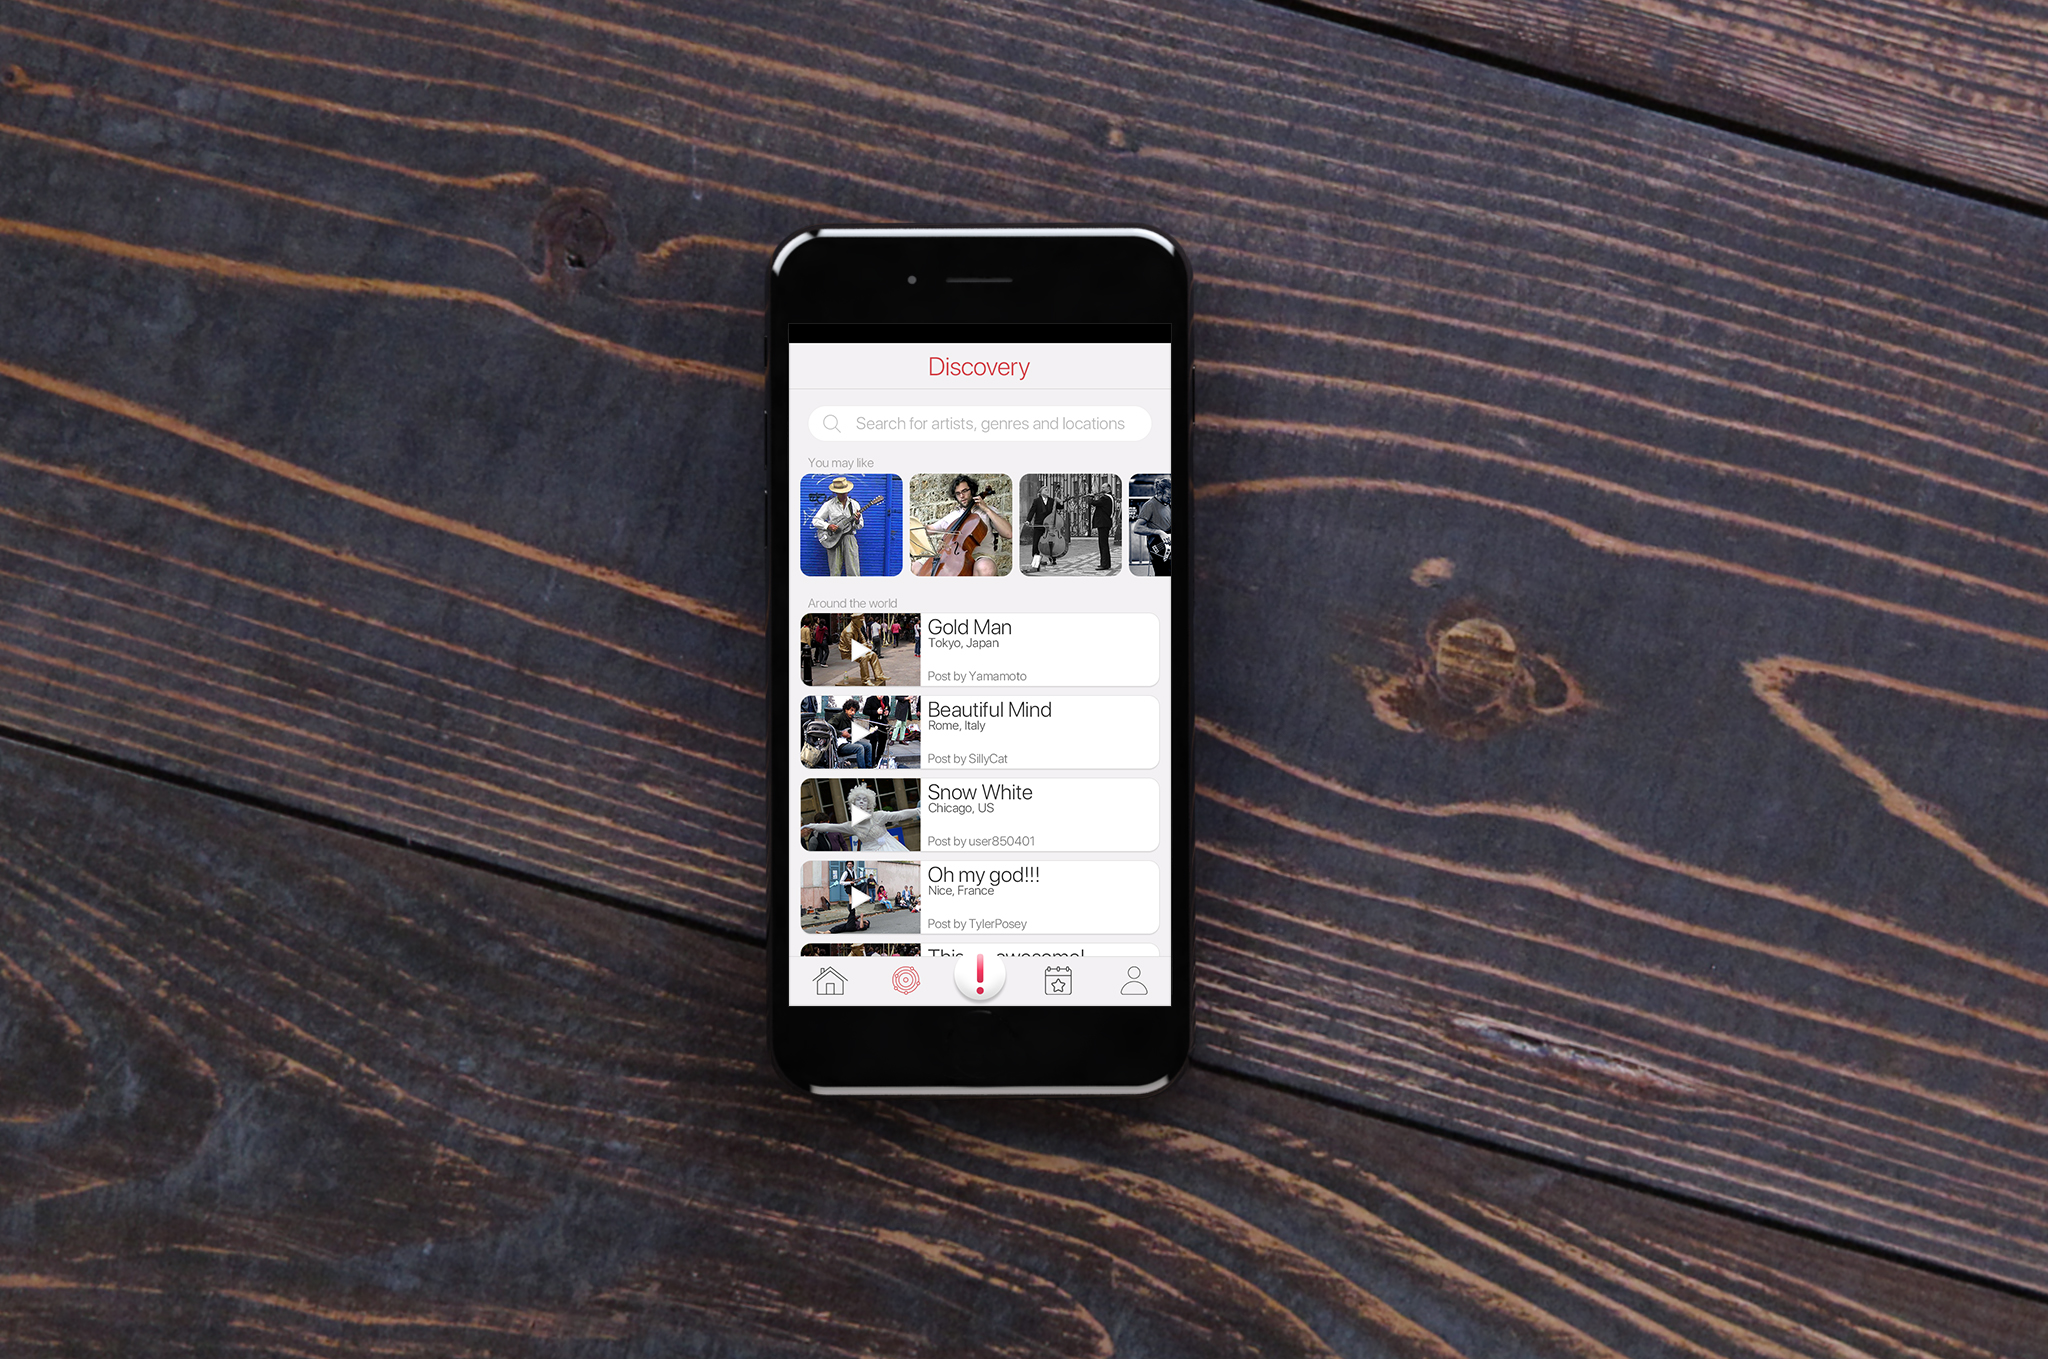 Discovery
Search for artists, genres and locations
You may like
Around the world
Gold Man
Tokyo, Japan
Post by Yamamoto
Beautiful Mind
Rome, Italy
Post by SillyCat
Snow White
Chicago, US
Post by user850401
Oh my god!!!
Nice, France
Post by TylerPosey
awesome!
!